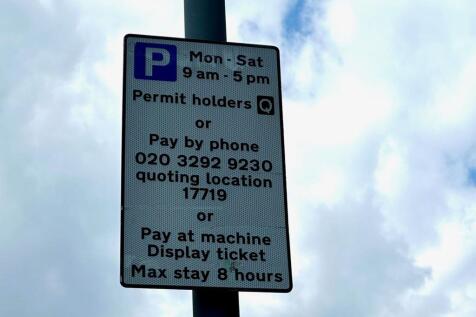 P Mon - Sat
9 am - 5 pm
Permit holders Q
or
Pay by phone
020 3292 9230
quoting location
17719
or
Pay at machine
Display ticket
Max stay 8 hours